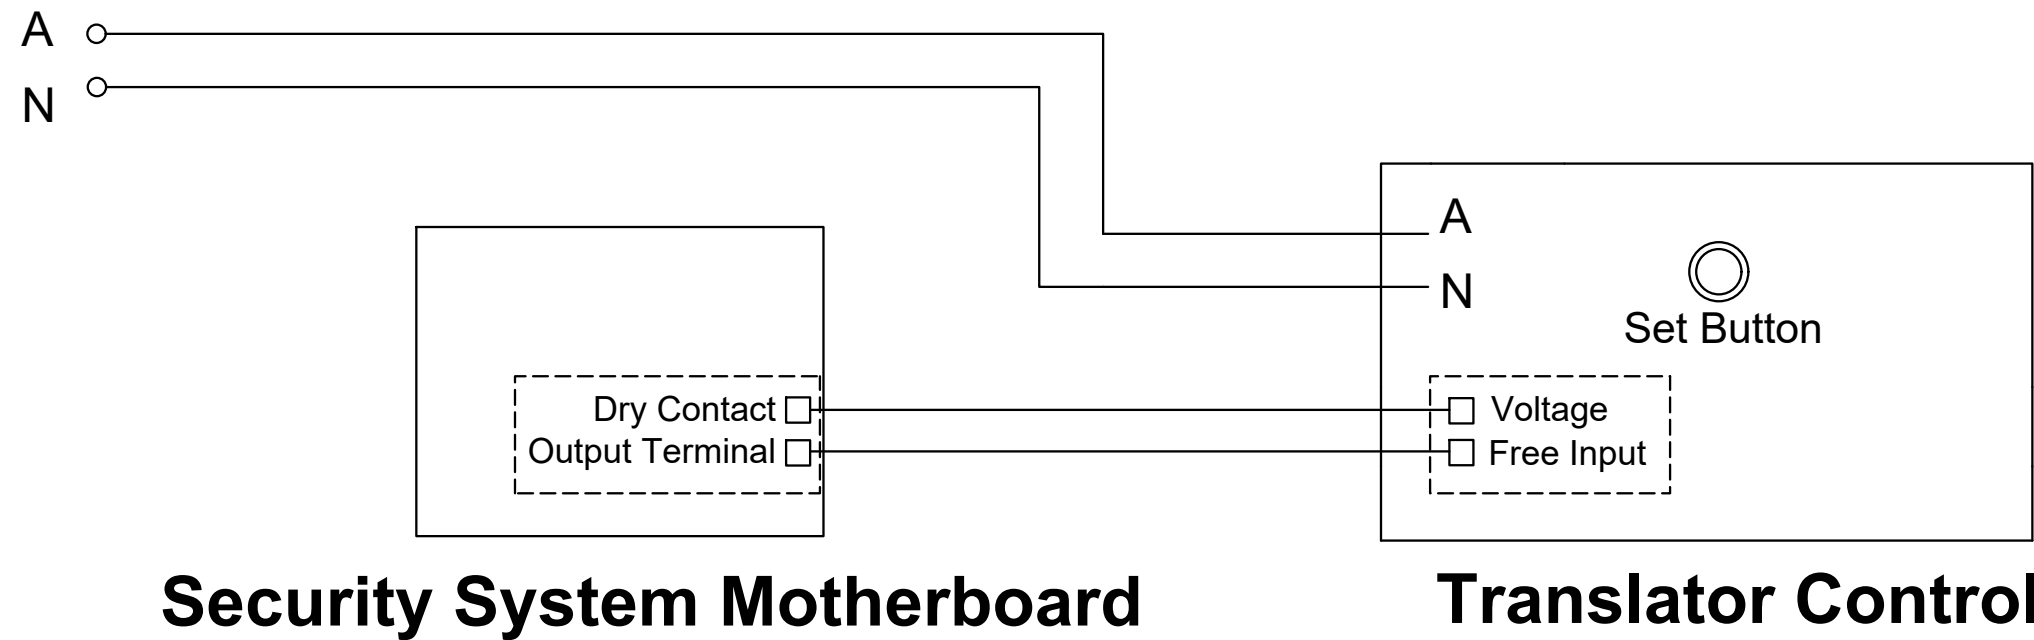 A
N
A
N
Set Button
Dry Contact
Output Terminal
Voltage
Free Input
Security System Motherboard
Translator Control